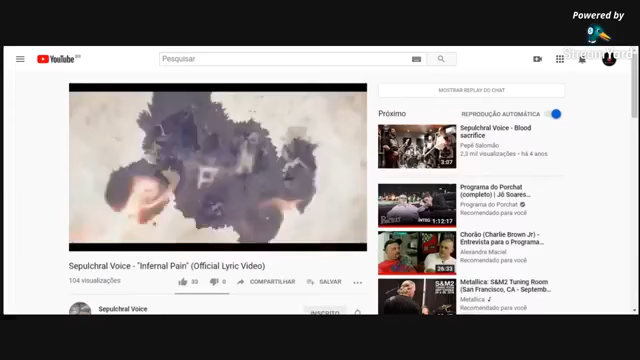 Powered by
StreamYard
YouTube BR
Pesquisar
MOSTRAR REPLAY DO CHAT
Próximo
REPRODUÇÃO AUTOMÁTICA
Sepulchral Voice - Blood
sacrifice
Pepê Salomão
2,3 mil visualizações • há 4 anos
3:07
Programa do Porchat
(completo) | Jô Soares...
Programa do Porchat
Recomendado para você
1:12:17
Chorão (Charlie Brown Jr) -
Entrevista para o Programa...
Alexandre Maciel
Recomendado para você
26:33
Metallica: S&M2 Tuning Room
(San Francisco, CA - Septemb...
Metallica
Recomendado para você
S&M2
Sepulchral Voice - "Infernal Pain" (Official Lyric Video)
104 visualizações
33
0
COMPARTILHAR
SALVAR
Sepulchral Voice
INSCRITO